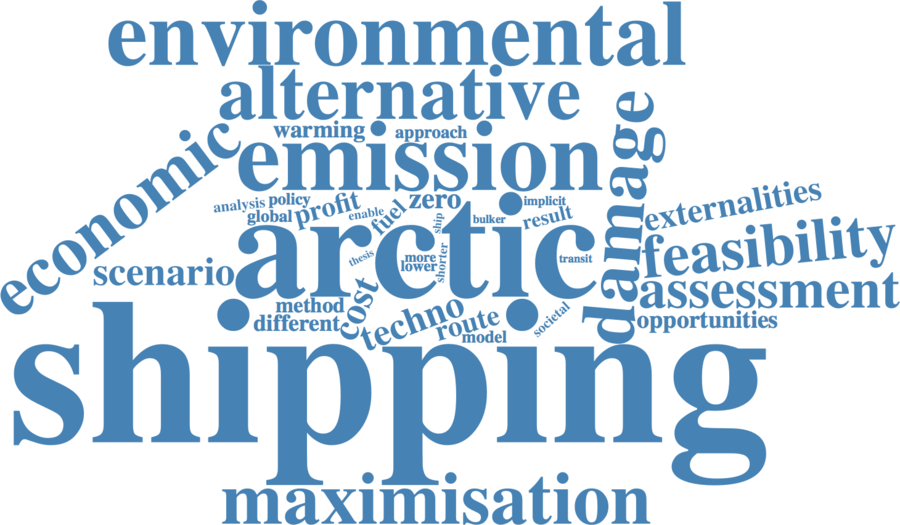 environmental
alternative
warming
approach
emission
economic
damage
analysis
policy
zero
implicit
global
profit
enable
fuel
ship
bulker
result
externalities
arctic
feasibility
thesis
more
lower
shorter
transit
scenario
assessment
method
cost
techno
societal
different
route
model
opportunities
shipping
maximisation